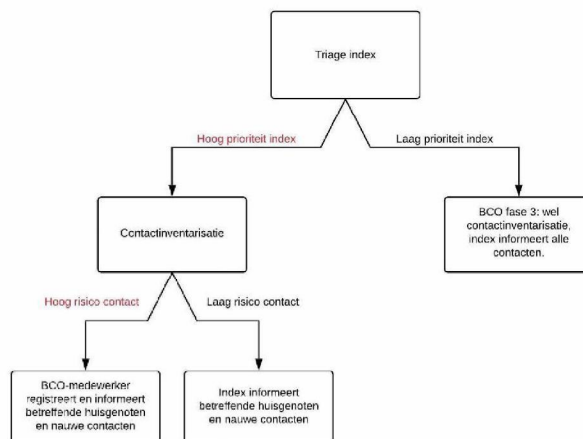 Triage index
Hoog prioriteit index
Laag prioriteit index
Contactinventarisatie
BCO fase 3: wel
contactinventarisatie,
index informeert alle
contacten.
Hoog risico contact
Laag risico contact
BCO-medewerker
registreert en informeert
betreffende huisgenoten
en nauwe contacten
Index informeert
betreffende huisgenoten
en nauwe contacten